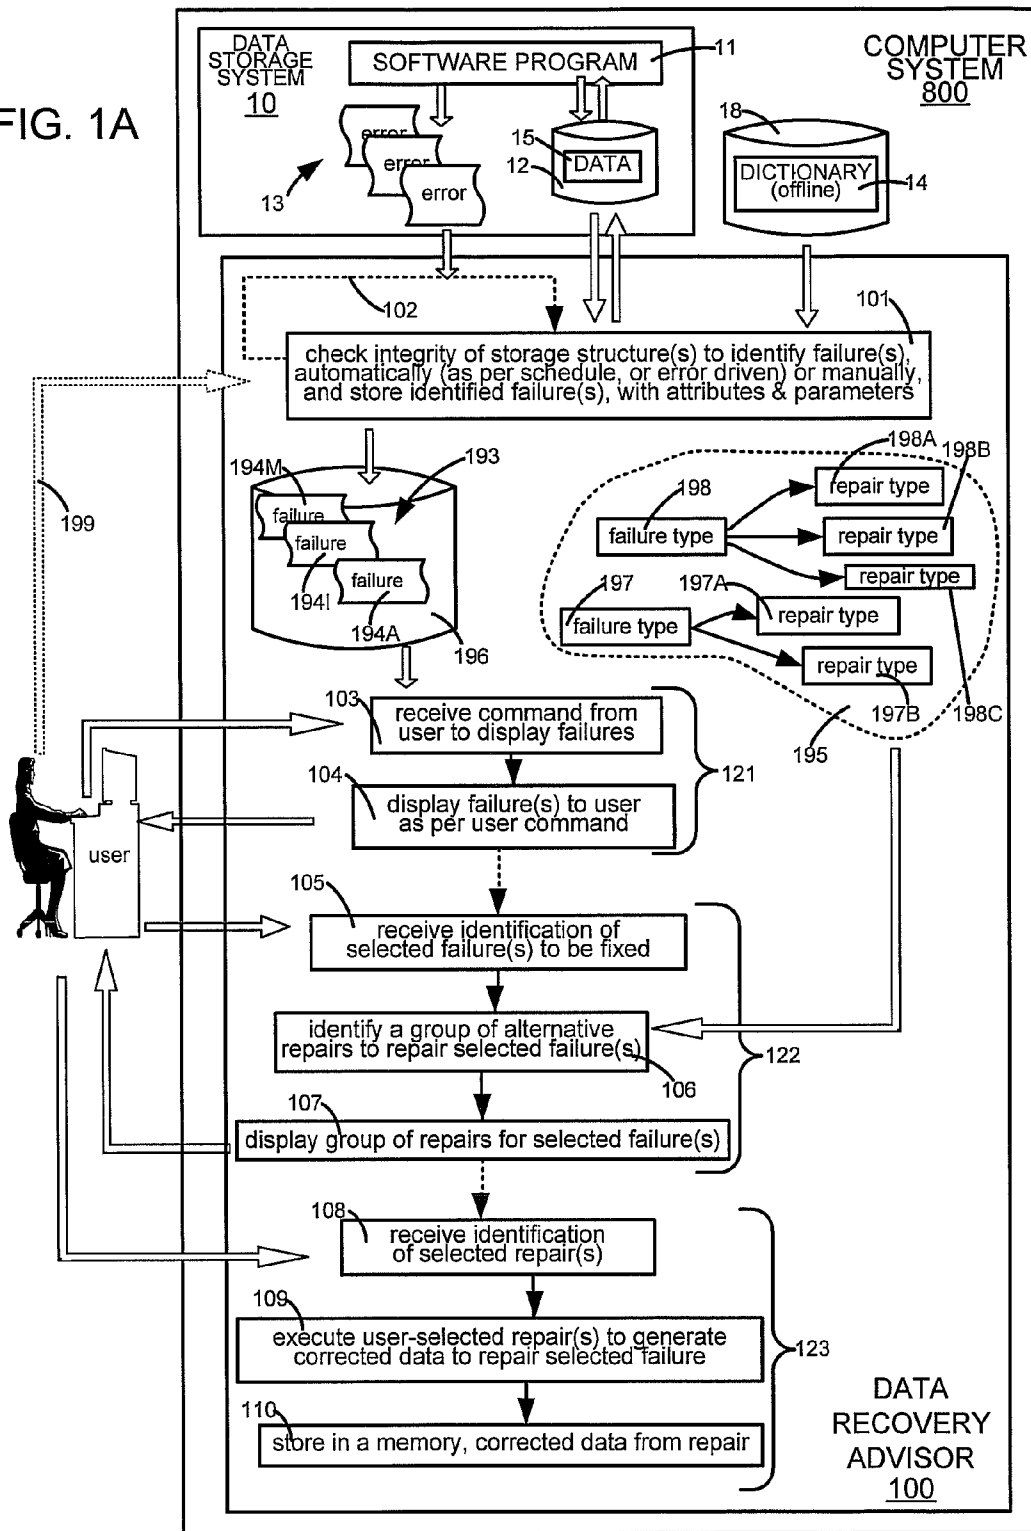 FIG. 1A
DATA
STORAGE
SYSTEM
10
SOFTWARE PROGRAM
11
COMPUTER
SYSTEM
800
error
error
error
13
15
12
DATA
18
DICTIONARY
(offline)
14
102
101
check integrity of storage structure(s) to identify failure(s),
automatically (as per schedule, or error driven) or manually,
and store identified failure(s), with attributes & parameters
199
194M
193
failure
failure
failure
194I
194A
196
198A
198B
198
repair type
failure type
repair type
repair type
197
197A
repair type
failure type
repair type
197B
198C
195
103
receive command from
user to display failures
121
104
display failure(s) to user
as per user command
user
105
receive identification of
selected failure(s) to be fixed
identify a group of alternative
repairs to repair selected failure(s)
106
122
107
display group of repairs for selected failure(s)
108
receive identification
of selected repair(s)
109
execute user-selected repair(s) to generate
corrected data to repair selected failure
123
110
store in a memory, corrected data from repair
DATA
RECOVERY
ADVISOR
100